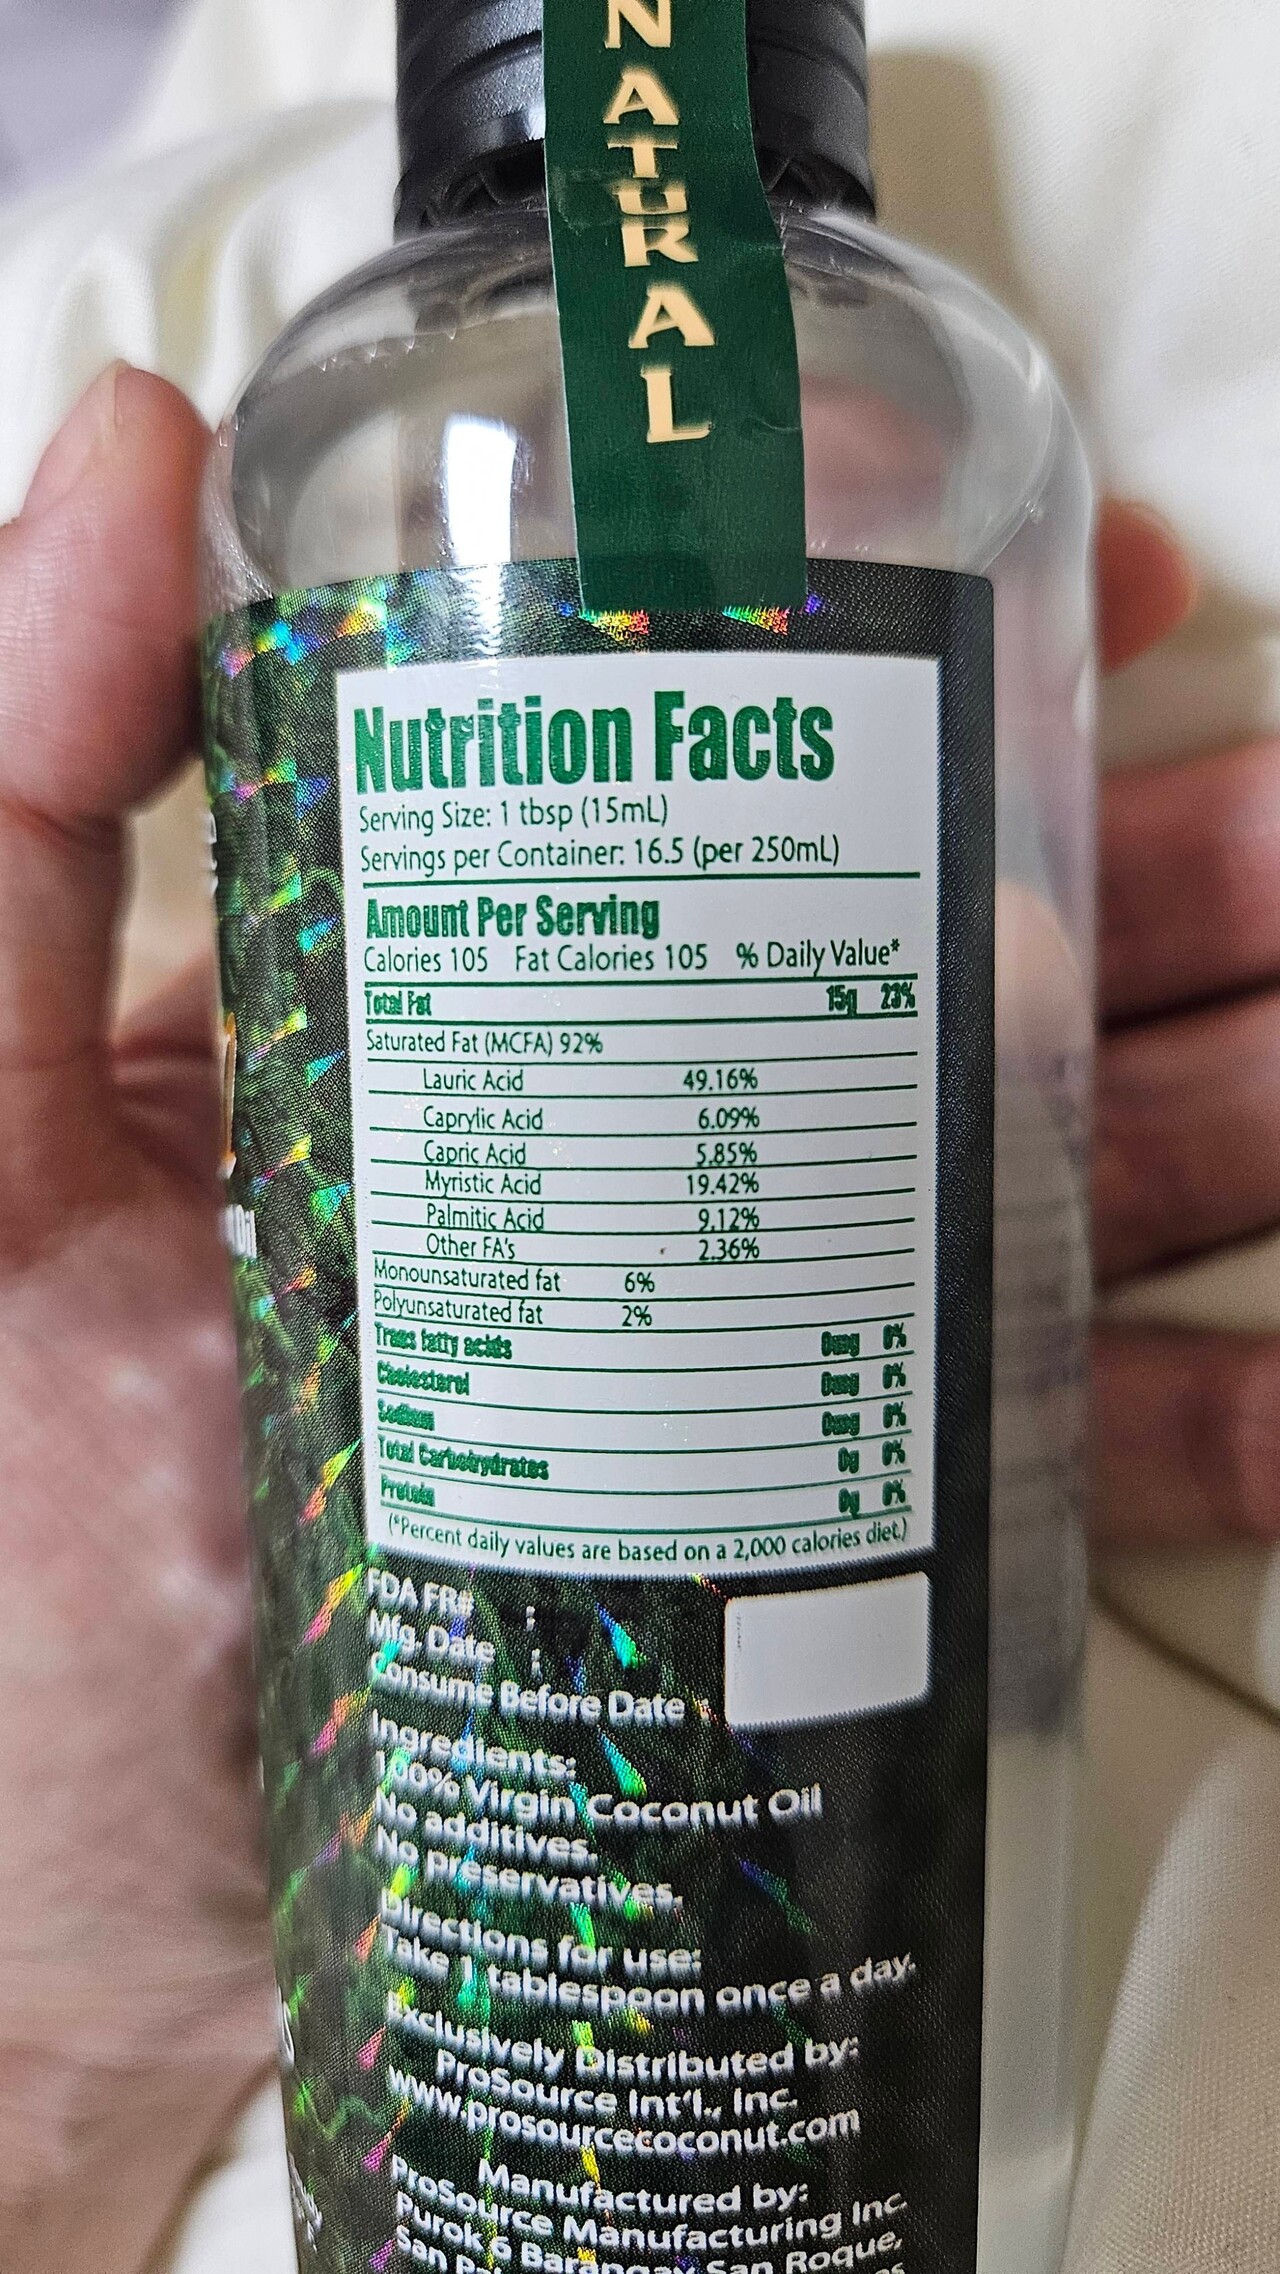 NATURAL
Nutrition Facts
Serving Size: 1 tbsp (15mL)
Servings per Container: 16.5 (per 250mL)
Amount Per Serving
Calories 105 Fat Calories 105 % Daily Value*
Total Fat 15g 23%
Saturated Fat (MCFA) 92%
Lauric Acid 49.16%
Caprylic Acid 6.09%
Capric Acid 5.85%
Myristic Acid 19.42%
Palmitic Acid 9.12%
Other FA's 2.36%
Monounsaturated fat 6%
Polyunsaturated fat 2%
Trans fatty acids 0mg 0%
Cholesterol 0mg 0%
Sodium 0mg 0%
Total Carbohydrates 0g 0%
Protein 0g 0%
(*Percent daily values are based on a 2,000 calories diet.)
FDA FR# :
Mfg. Date :
Consume Before Date :
Ingredients:
100% Virgin Coconut Oil
No additives.
No preservatives.
Directions for use:
Take 1 tablespoon once a day.
Exclusively Distributed by:
ProSource Int'l., Inc.
www.prosourcecoconut.com
Manufactured by:
ProSource Manufacturing Inc.
Purok 6 Barangay San Roque,
San
Oil